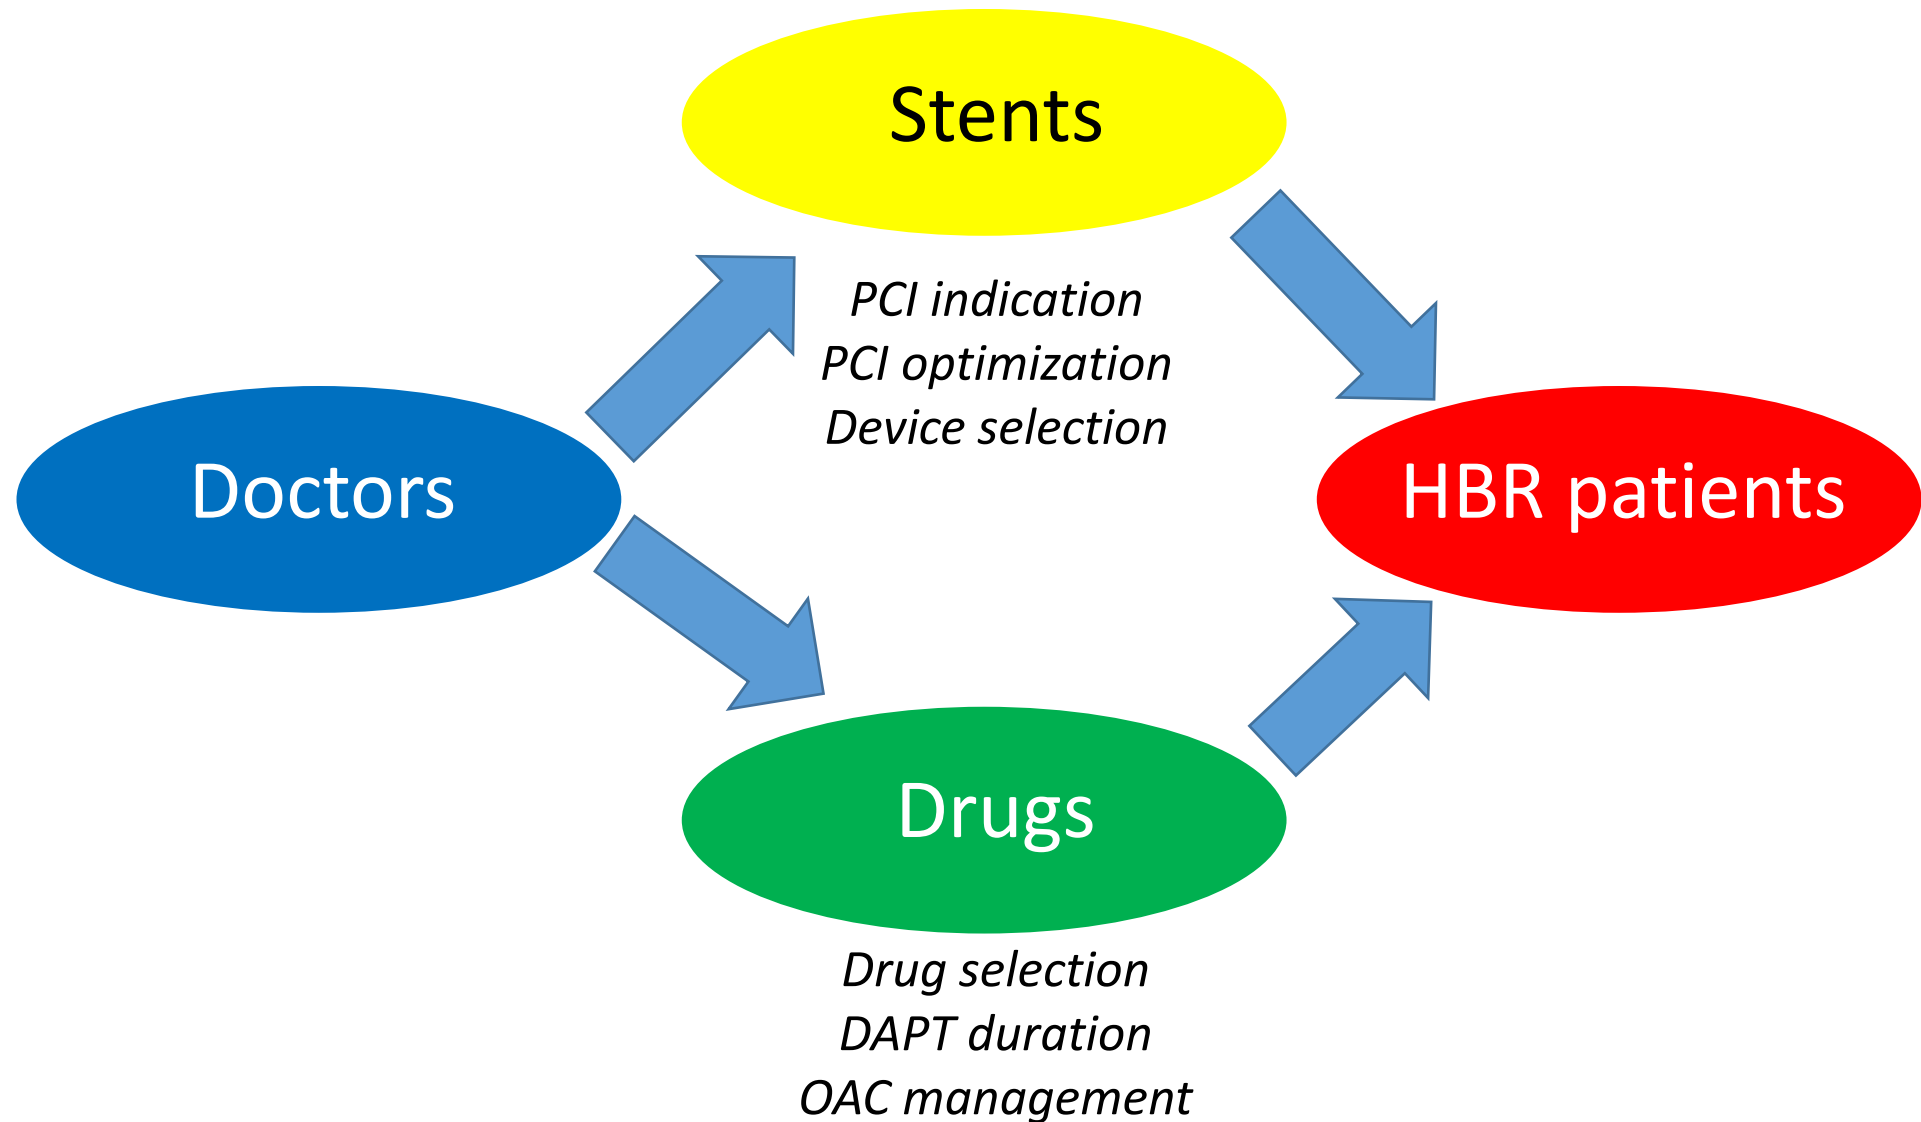 Stents
PCI indication
PCI optimization
Device selection
Doctors
HBR patients
Drugs
Drug selection
DAPT duration
OAC management